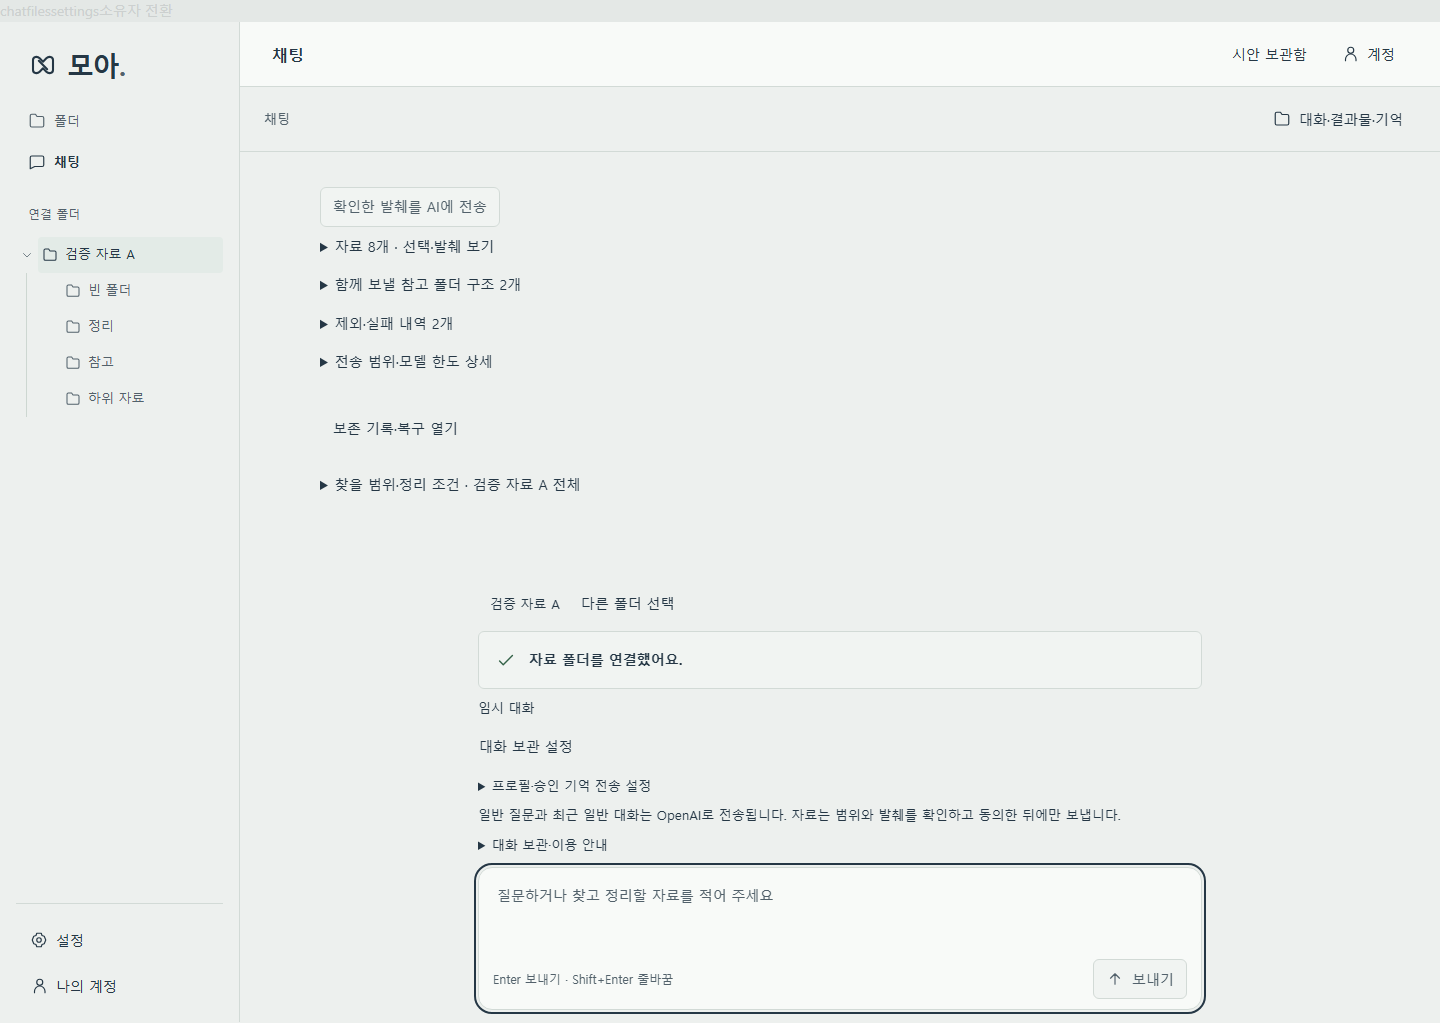 chatfilessettings소유자 전환
모아.
폴더
채팅
연결 폴더
검증 자료 A
빈 폴더
정리
참고
하위 자료
설정
나의 계정
채팅
시안 보관함
계정
채팅
대화·결과물·기억
확인한 발췌를 AI에 전송
▶ 자료 8개 · 선택·발췌 보기
▶ 함께 보낼 참고 폴더 구조 2개
▶ 제외·실패 내역 2개
▶ 전송 범위·모델 한도 상세
보존 기록·복구 열기
▶ 찾을 범위·정리 조건 · 검증 자료 A 전체
검증 자료 A 다른 폴더 선택
자료 폴더를 연결했어요.
임시 대화
대화 보관 설정
▶ 프로필·승인 기억 전송 설정
일반 질문과 최근 일반 대화는 OpenAI로 전송됩니다. 자료는 범위와 발췌를 확인하고 동의한 뒤에만 보냅니다.
▶ 대화 보관·이용 안내
질문하거나 찾고 정리할 자료를 적어 주세요
Enter 보내기 · Shift+Enter 줄바꿈
보내기